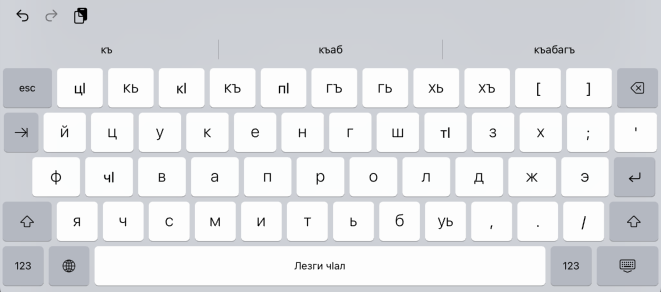 къ къаб къабагъ
esc цӀ кь кӀ къ пӀ гъ гь хь хъ [ ]
й ц у к е н г ш тӀ з х ; '
ф чӀ в а п р о л д ж э
я ч с м и т ь б уь , . /
123 Лезги чӀал 123